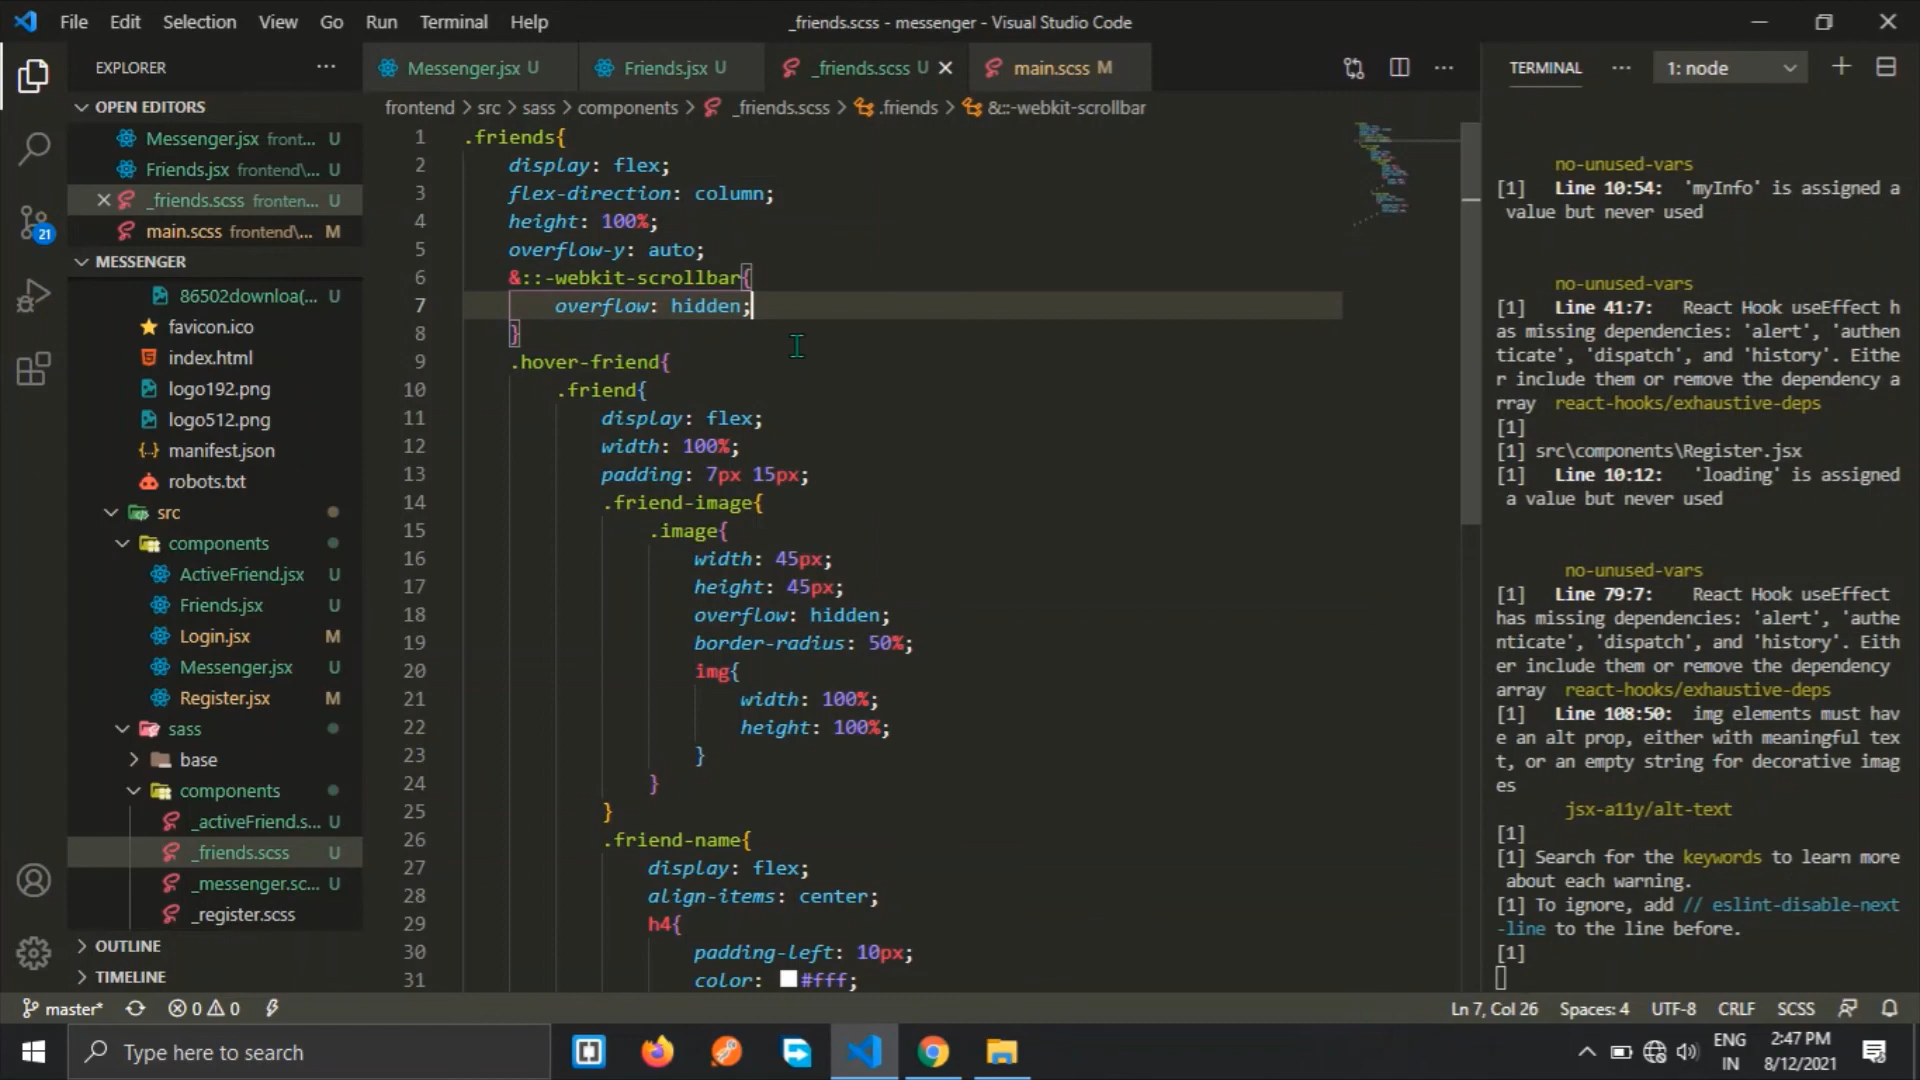 File Edit Selection View Go Run Terminal Help
_friends.scss - messenger - Visual Studio Code
EXPLORER
OPEN EDITORS
Messenger.jsx front... U
Friends.jsx frontend\... U
_friends.scss fronten... U
main.scss frontend\... M
MESSENGER
86502downloa(... U
favicon.ico
index.html
logo192.png
logo512.png
manifest.json
robots.txt
src
components
ActiveFriend.jsx U
Friends.jsx U
Login.jsx M
Messenger.jsx U
Register.jsx M
sass
base
components
_activeFriend.s... U
_friends.scss U
_messenger.sc... U
_register.scss
OUTLINE
TIMELINE
21
Messenger.jsx U
Friends.jsx U
_friends.scss U
main.scss M
frontend > src > sass > components > _friends.scss > .friends > &::-webkit-scrollbar
1 .friends{
2 display: flex;
3 flex-direction: column;
4 height: 100%;
5 overflow-y: auto;
6 &::-webkit-scrollbar{
7 overflow: hidden;
8 }
9 .hover-friend{
10 .friend{
11 display: flex;
12 width: 100%;
13 padding: 7px 15px;
14 .friend-image{
15 .image{
16 width: 45px;
17 height: 45px;
18 overflow: hidden;
19 border-radius: 50%;
20 img{
21 width: 100%;
22 height: 100%;
23 }
24 }
25 }
26 .friend-name{
27 display: flex;
28 align-items: center;
29 h4{
30 padding-left: 10px;
31 color: #fff;
TERMINAL ... 1: node
no-unused-vars
[1] Line 10:54: 'myInfo' is assigned a
value but never used
no-unused-vars
[1] Line 41:7: React Hook useEffect h
as missing dependencies: 'alert', 'authen
ticate', 'dispatch', and 'history'. Eithe
r include them or remove the dependency a
rray react-hooks/exhaustive-deps
[1]
[1] src\components\Register.jsx
[1] Line 10:12: 'loading' is assigned
a value but never used
no-unused-vars
[1] Line 79:7: React Hook useEffect
has missing dependencies: 'alert', 'authe
nticate', 'dispatch', and 'history'. Eith
er include them or remove the dependency
array react-hooks/exhaustive-deps
[1] Line 108:50: img elements must hav
e an alt prop, either with meaningful tex
t, or an empty string for decorative imag
es
jsx-a11y/alt-text
[1]
[1] Search for the keywords to learn more
about each warning.
[1] To ignore, add // eslint-disable-next
-line to the line before.
[1]
master* 0 0
Ln 7, Col 26 Spaces: 4 UTF-8 CRLF SCSS
Type here to search
ENG
IN
2:47 PM
8/12/2021